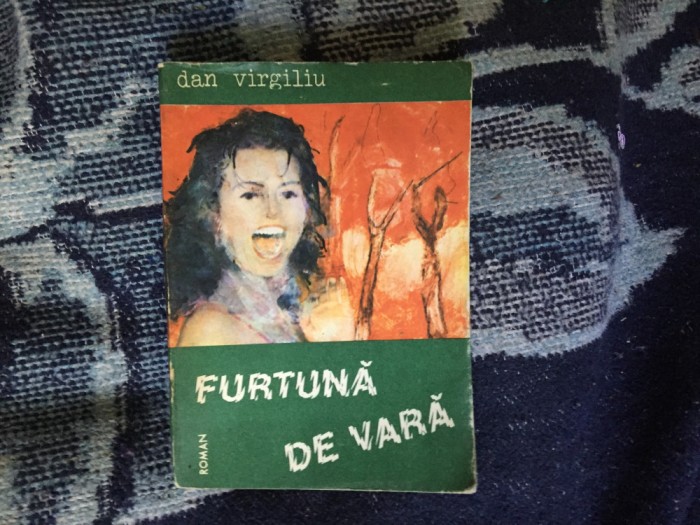 dan virgiliu
FURTUNĂ
DE VARĂ
ROMAN